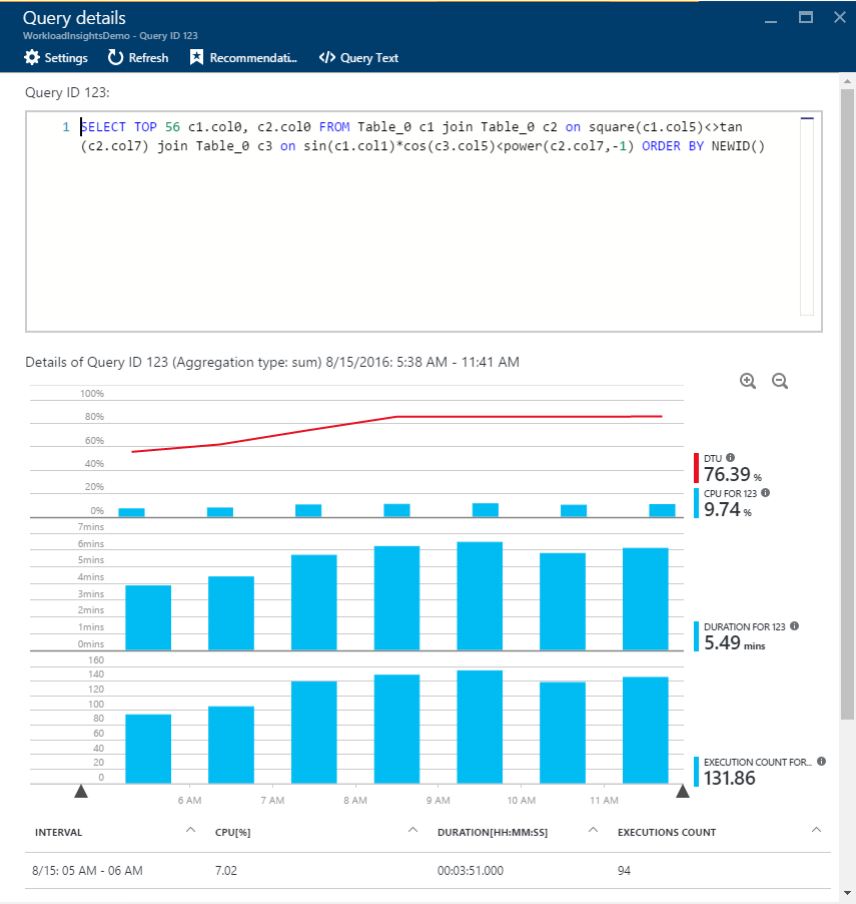 Query details
WorkloadInsightsDemo - Query ID 123
Settings Refresh Recommendati... Query Text
Query ID 123:
1 SELECT TOP 56 c1.col0, c2.col0 FROM Table_0 c1 join Table_0 c2 on square(c1.col5)<>tan
(c2.col7) join Table_0 c3 on sin(c1.col1)*cos(c3.col5)<power(c2.col7,-1) ORDER BY NEWID()
Details of Query ID 123 (Aggregation type: sum) 8/15/2016: 5:38 AM - 11:41 AM
100%
80%
60%
40%
20%
0%
DTU
76.39 %
CPU FOR 123
9.74 %
7mins
6mins
5mins
4mins
3mins
2mins
1mins
0mins
DURATION FOR 123
5.49 mins
160
140
120
100
80
60
40
20
0
EXECUTION COUNT FOR...
131.86
6 AM 7 AM 8 AM 9 AM 10 AM 11 AM
INTERVAL CPU[%] DURATION[HH:MM:SS] EXECUTIONS COUNT
8/15: 05 AM - 06 AM 7.02 00:03:51.000 94